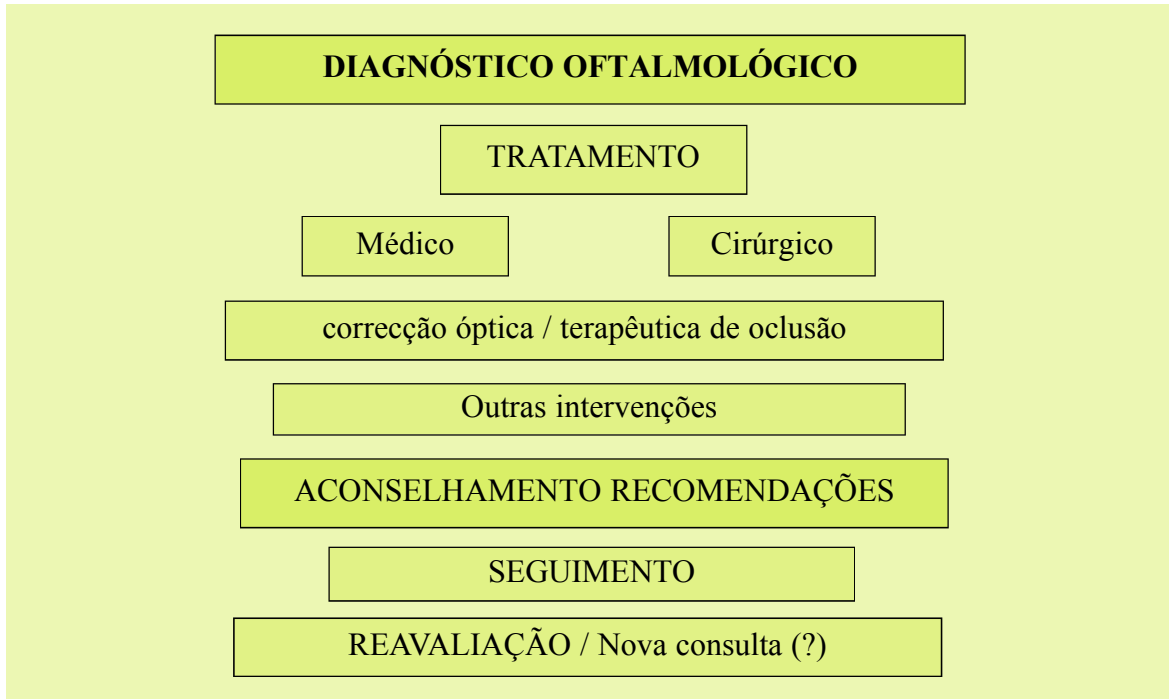 DIAGNÓSTICO OFTALMOLÓGICO
TRATAMENTO
Médico
Cirúrgico
correcção óptica / terapêutica de oclusão
Outras intervenções
ACONSELHAMENTO RECOMENDAÇÕES
SEGUIMENTO
REAVALIAÇÃO / Nova consulta (?)